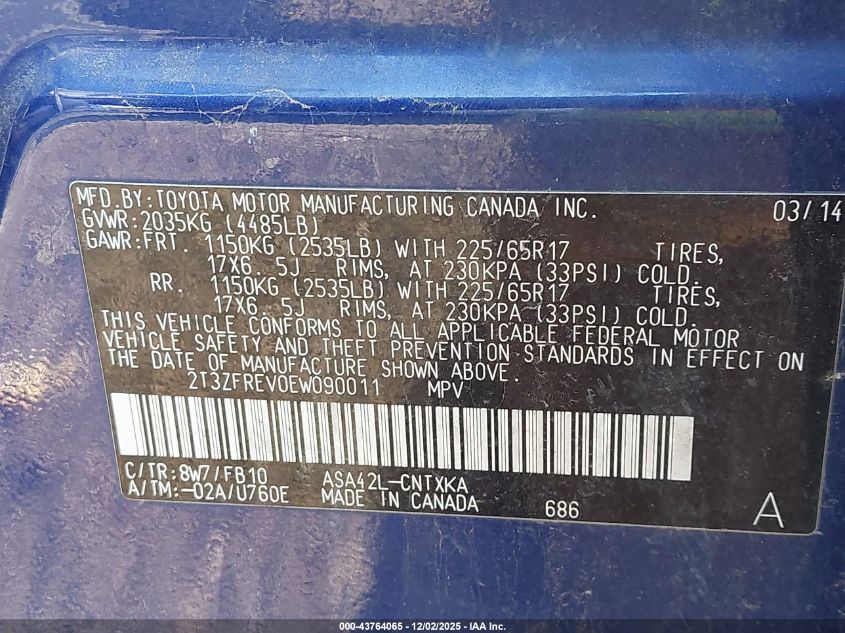 MFD. BY: TOYOTA MOTOR MANUFACTURING CANADA INC. 03/14
GVWR: 2035KG (4485LB)
GAWR: FRT. 1150KG (2535LB) WITH 225/65R17 TIRES,
17X6. 5J RIMS, AT 230KPA (33PSI) COLD.
RR. 1150KG (2535LB) WITH 225/65R17 TIRES,
17X6. 5J RIMS, AT 230KPA (33PSI) COLD.
THIS VEHICLE CONFORMS TO ALL APPLICABLE FEDERAL MOTOR
VEHICLE SAFETY AND THEFT PREVENTION STANDARDS IN EFFECT ON
THE DATE OF MANUFACTURE SHOWN ABOVE.
2T3ZFREV0EW090011 MPV
C/TR: 8W7/FB10 ASA42L-CNTXKA
A/TM: -02A/U760E MADE IN CANADA 686 A
000-43764065 - 12/02/2025 - IAA Inc.